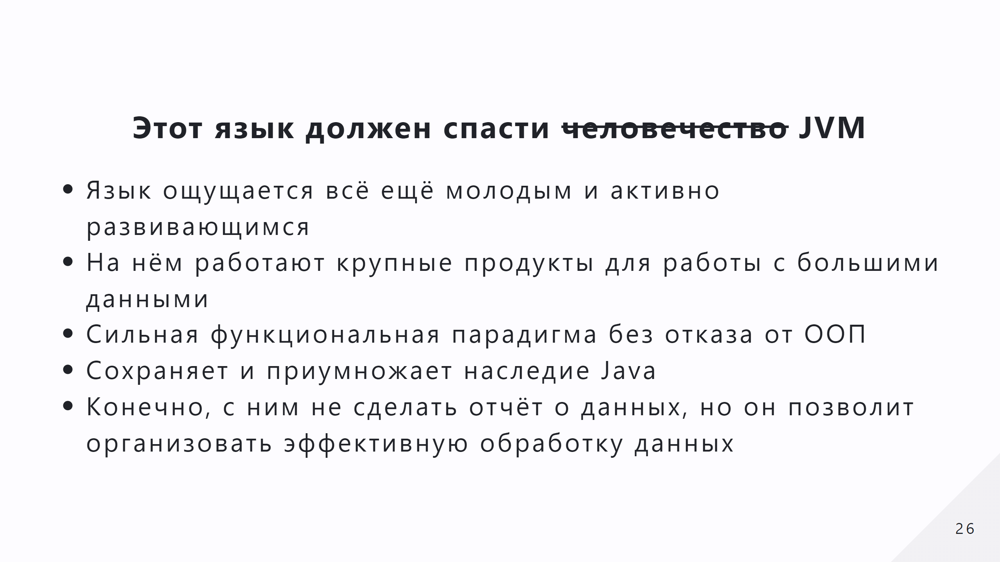 Этот язык должен спасти человечество JVM
• Язык ощущается всё ещё молодым и активно
развивающимся
• На нём работают крупные продукты для работы с большими
данными
• Сильная функциональная парадигма без отказа от ООП
• Сохраняет и приумножает наследие Java
• Конечно, с ним не сделать отчёт о данных, но он позволит
организовать эффективную обработку данных
26